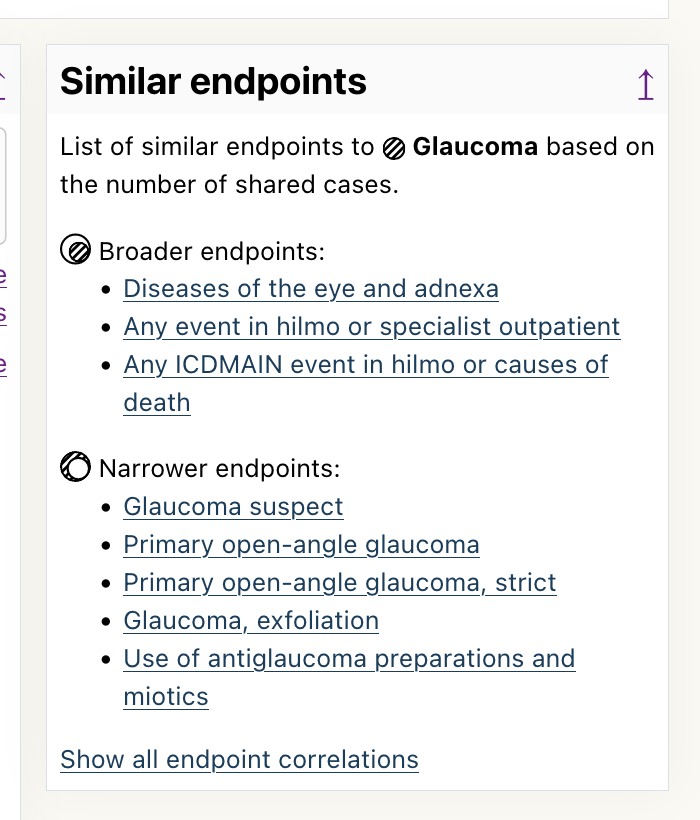 Similar endpoints
List of similar endpoints to Glaucoma based on
the number of shared cases.
Broader endpoints:
• Diseases of the eye and adnexa
• Any event in hilmo or specialist outpatient
• Any ICDMAIN event in hilmo or causes of
death
Narrower endpoints:
• Glaucoma suspect
• Primary open-angle glaucoma
• Primary open-angle glaucoma, strict
• Glaucoma, exfoliation
• Use of antiglaucoma preparations and
miotics
Show all endpoint correlations